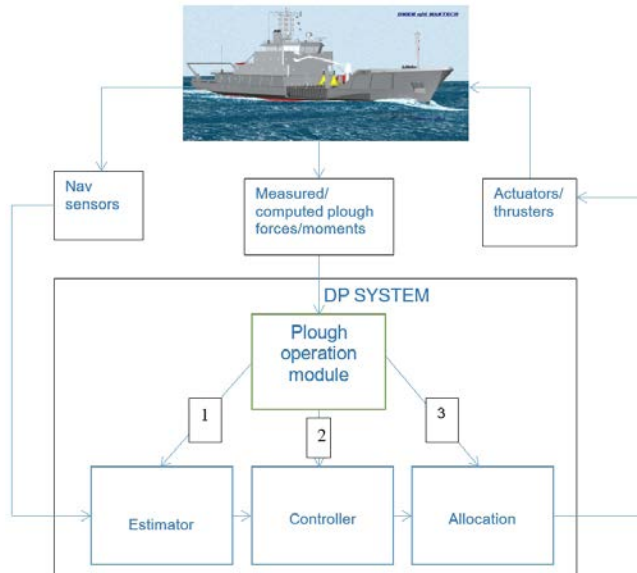 Nav
sensors
Measured/
computed plough
forces/moments
Actuators/
thrusters
DP SYSTEM
Plough
operation
module
1
2
3
Estimator
Controller
Allocation